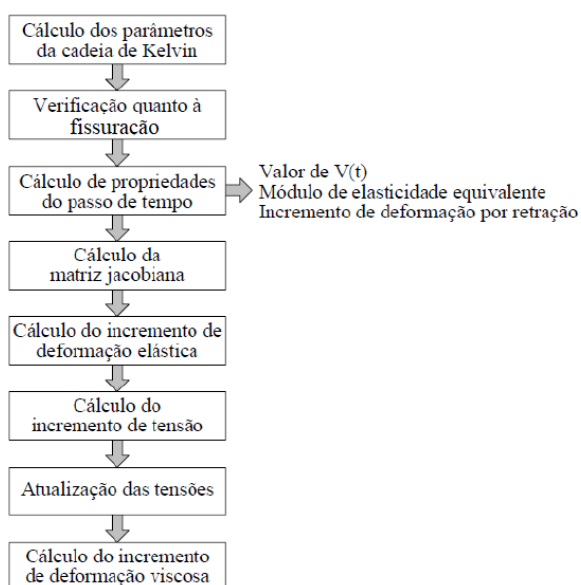 Cálculo dos parâmetros
da cadeia de Kelvin
Verificação quanto à
fissuração
Cálculo de propriedades
do passo de tempo
Valor de V(t)
Módulo de elasticidade equivalente
Incremento de deformação por retração
Cálculo da
matriz jacobiana
Cálculo do incremento de
deformação elástica
Cálculo do
incremento de tensão
Atualização das tensões
Cálculo do incremento
de deformação viscosa